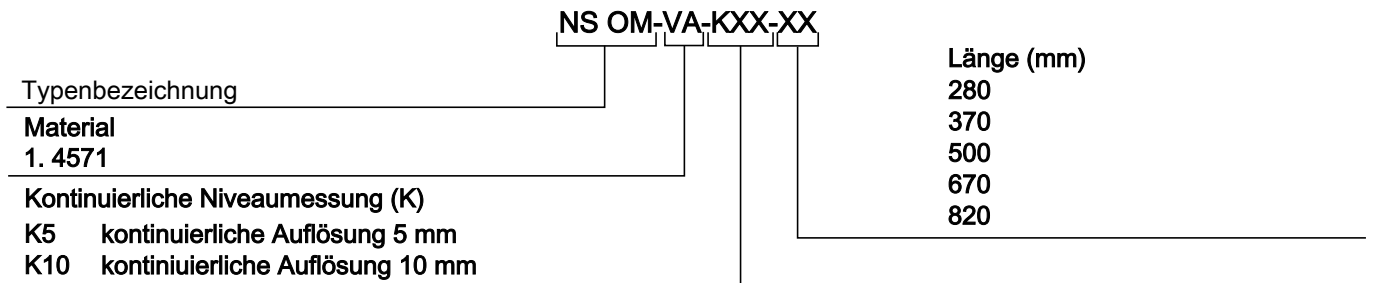 NS OM-VA-KXX-XX
Typenbezeichnung
Material
1. 4571
Kontinuierliche Niveaumessung (K)
K5 kontinuierliche Auflösung 5 mm
K10 kontiniuierliche Auflösung 10 mm
Länge (mm)
280
370
500
670
820